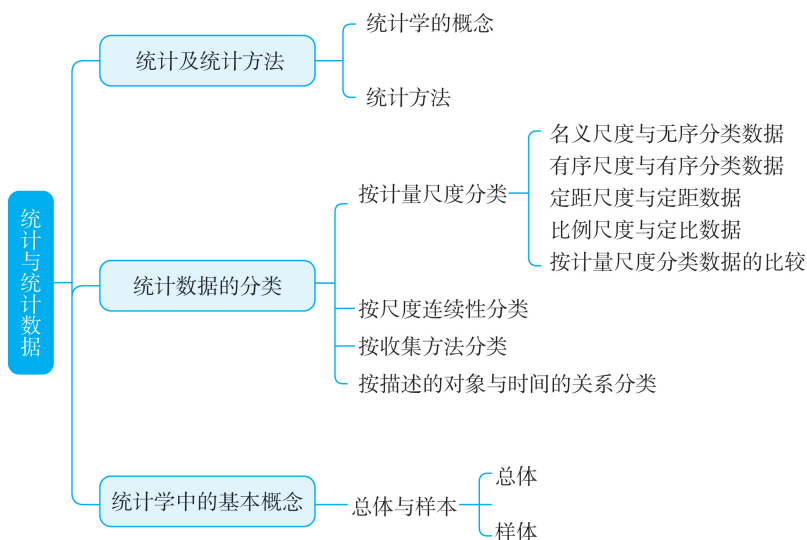 统计与统计数据
统计及统计方法
统计学的概念
统计方法
统计数据的分类
按计量尺度分类
名义尺度与无序分类数据
有序尺度与有序分类数据
定距尺度与定距数据
比例尺度与定比数据
按计量尺度分类数据的比较
按尺度连续性分类
按收集方法分类
按描述的对象与时间的关系分类
统计学中的基本概念
总体与样本
总体
样体